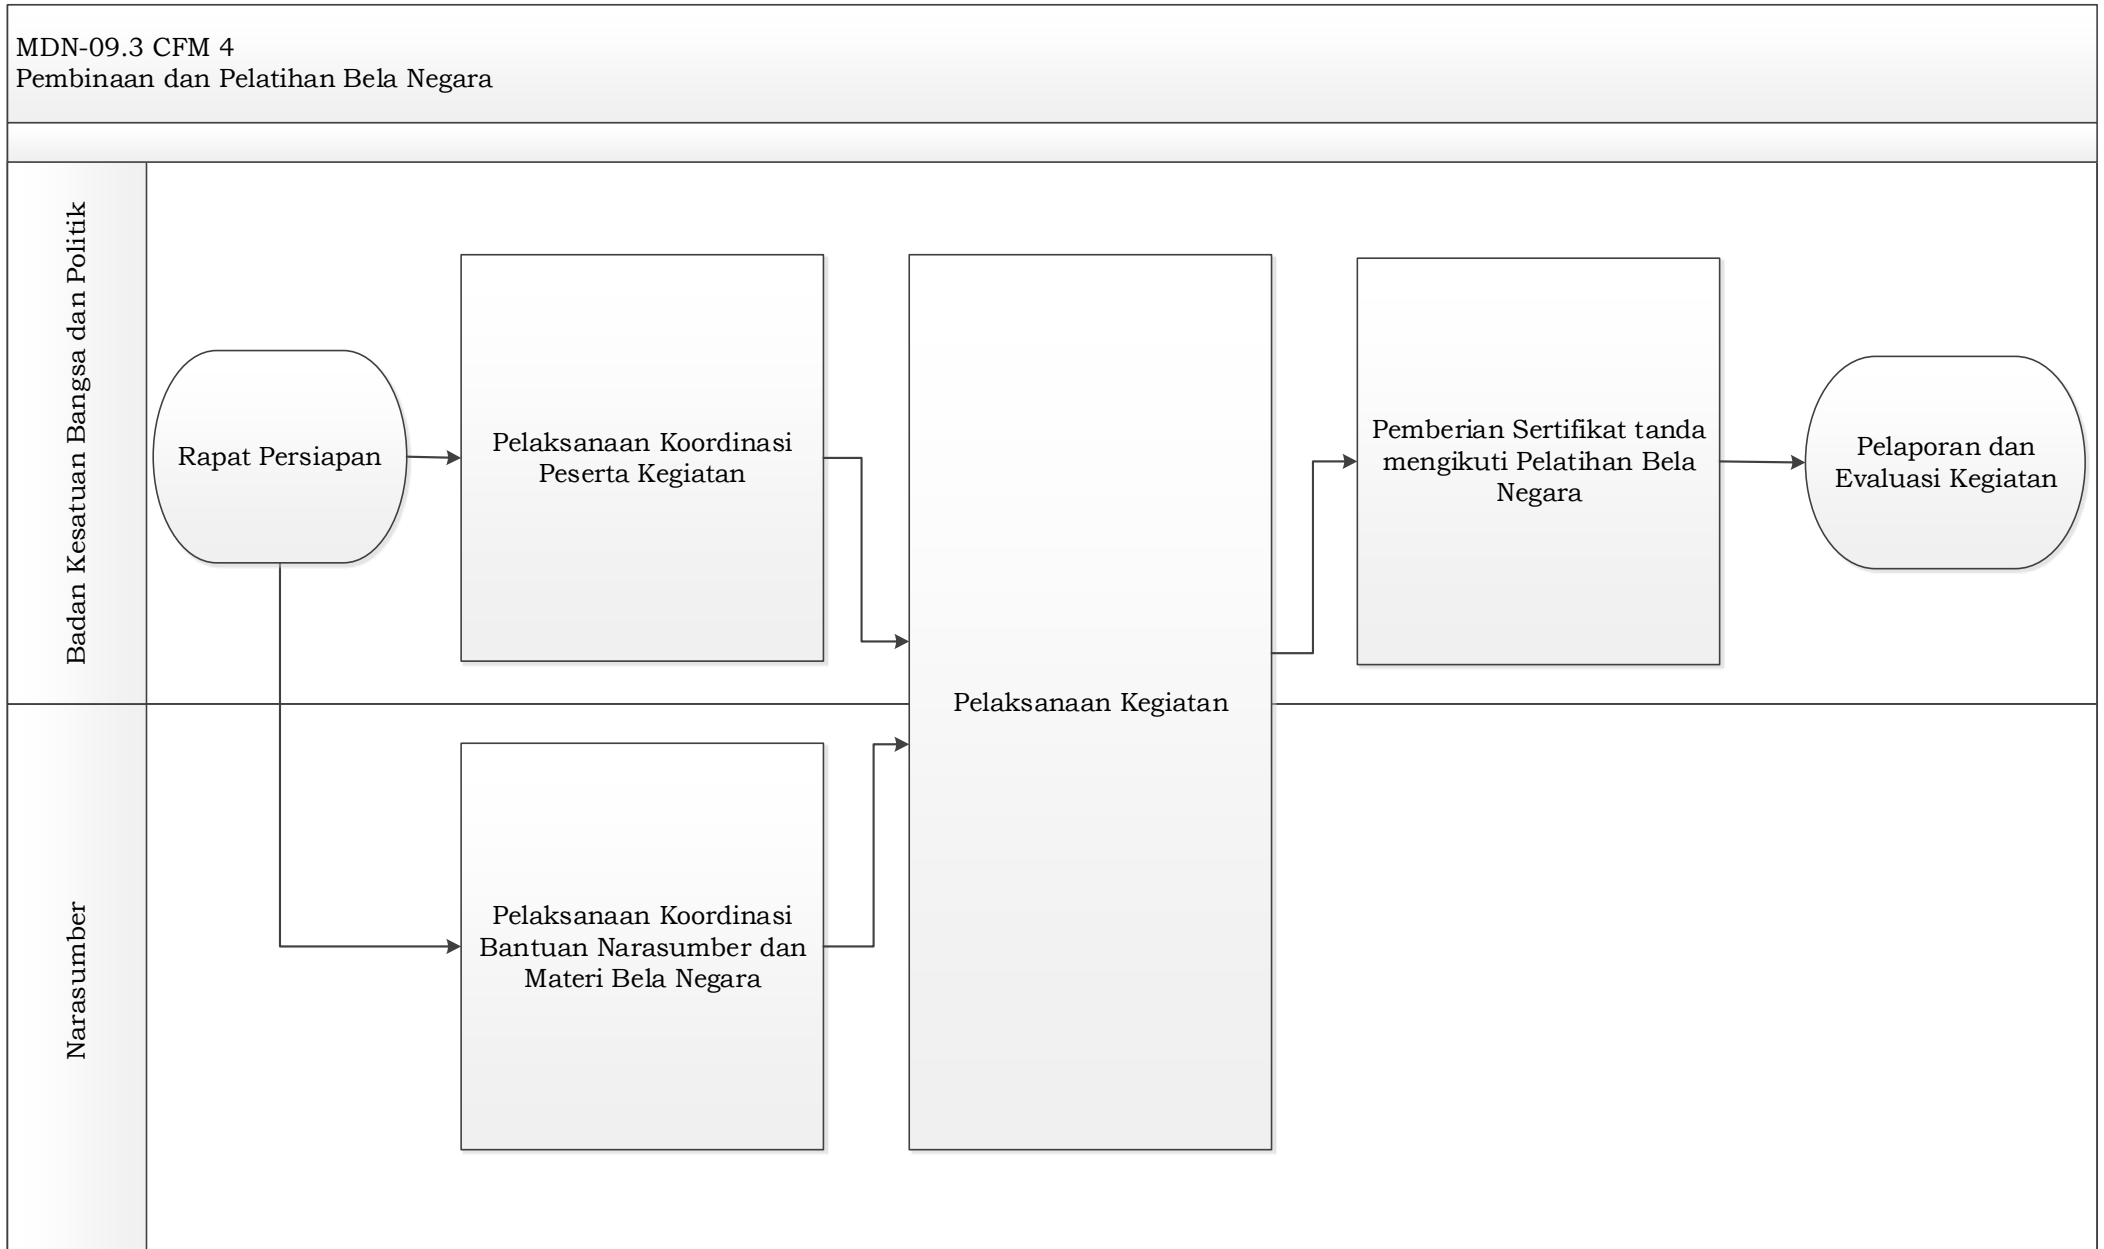 MDN-09.3 CFM 4
Pembinaan dan Pelatihan Bela Negara
Badan Kesatuan Bangsa dan Politik
Rapat Persiapan
Pelaksanaan Koordinasi
Peserta Kegiatan
Pelaksanaan Kegiatan
Pemberian Sertifikat tanda
mengikuti Pelatihan Bela
Negara
Pelaporan dan
Evaluasi Kegiatan
Narasumber
Pelaksanaan Koordinasi
Bantuan Narasumber dan
Materi Bela Negara